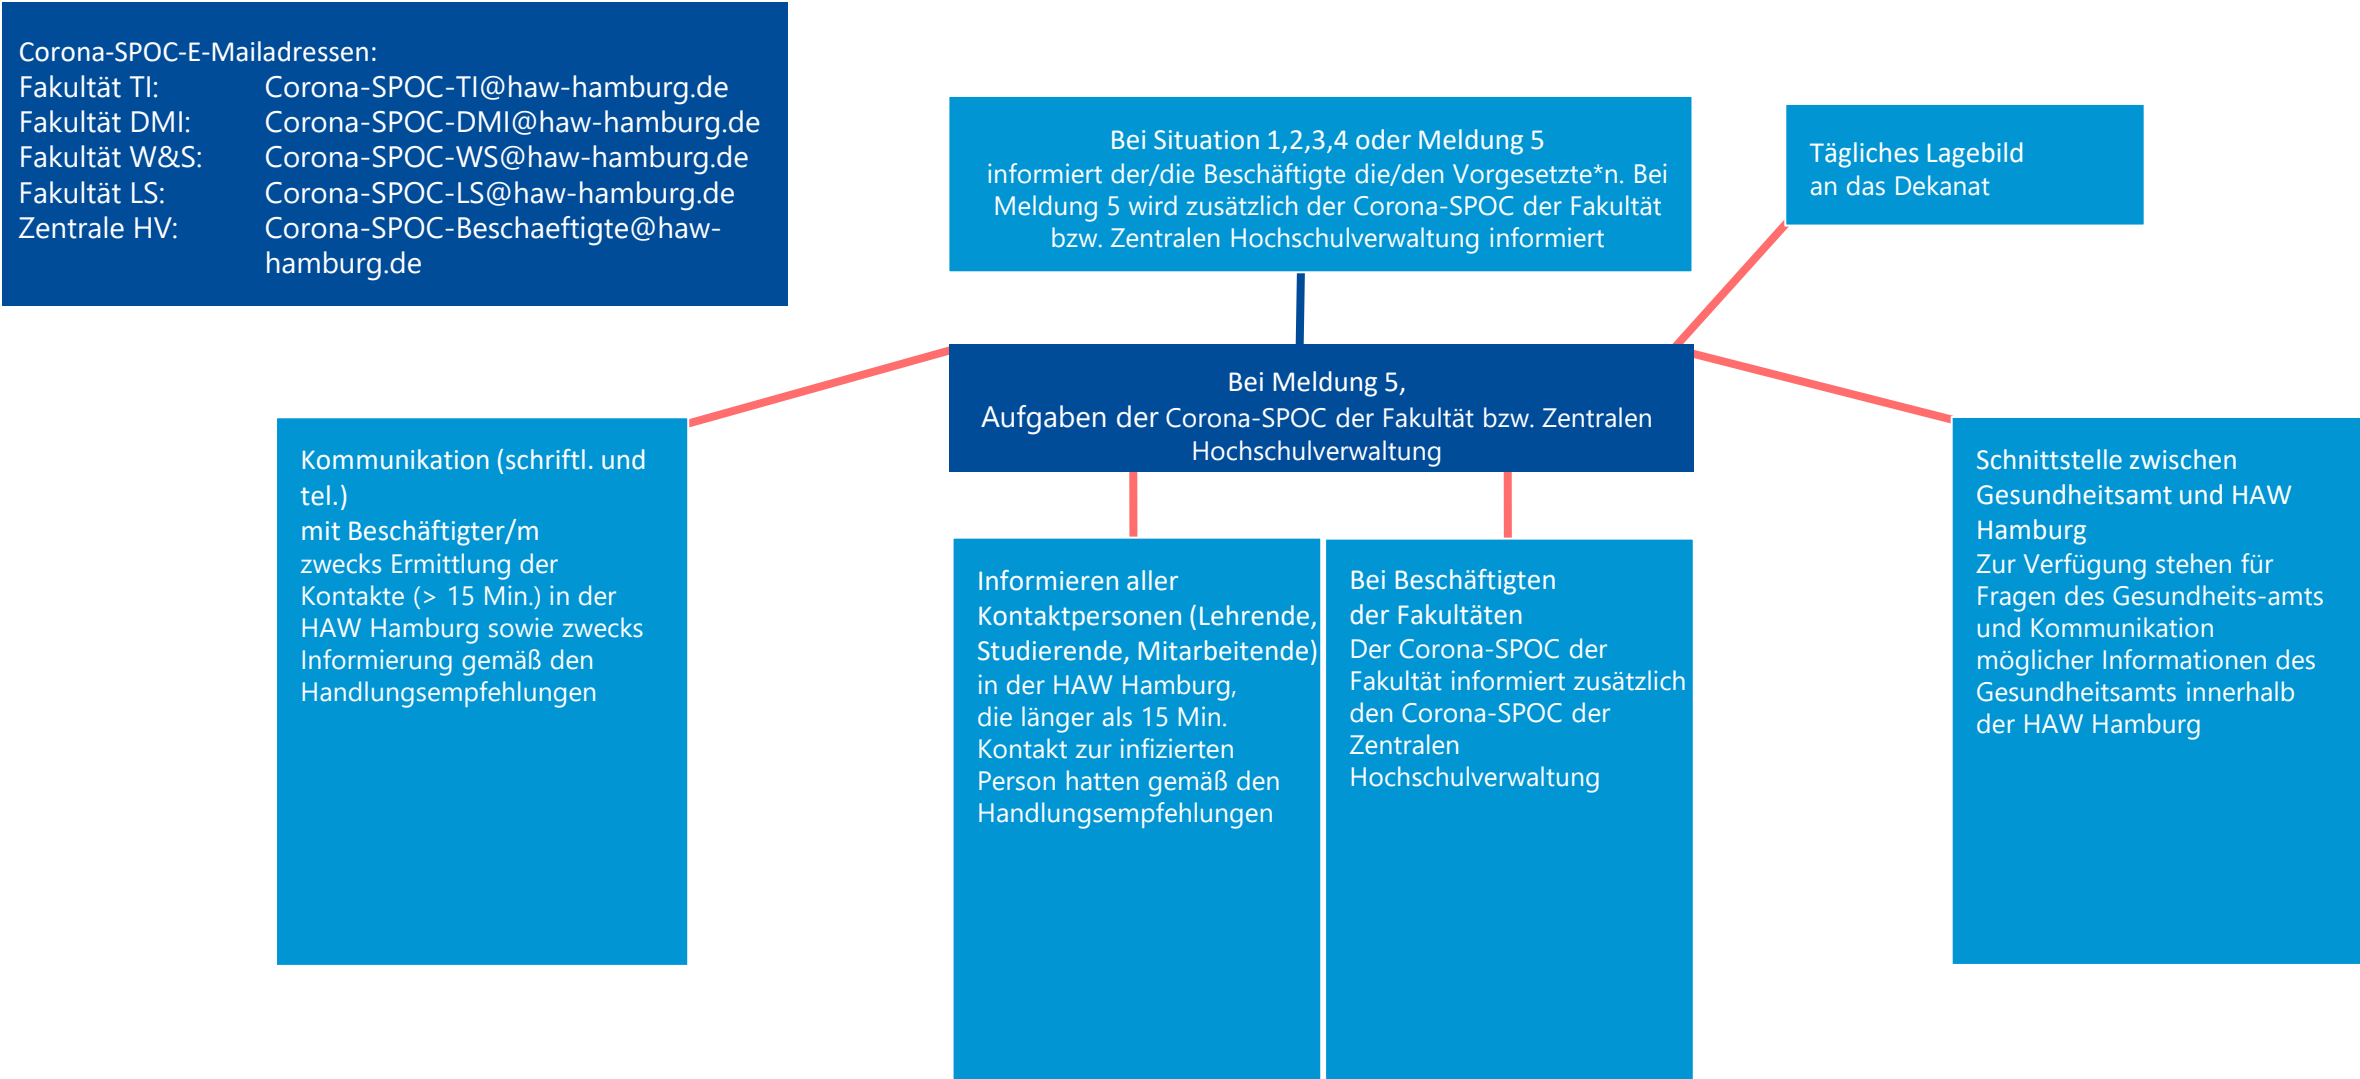 Corona-SPOC-E-Mailadressen:
Fakultät TI: Corona-SPOC-TI@haw-hamburg.de
Fakultät DMI: Corona-SPOC-DMI@haw-hamburg.de
Fakultät W&S: Corona-SPOC-WS@haw-hamburg.de
Fakultät LS: Corona-SPOC-LS@haw-hamburg.de
Zentrale HV: Corona-SPOC-Beschaeftigte@haw-
hamburg.de
Bei Situation 1,2,3,4 oder Meldung 5
informiert der/die Beschäftigte die/den Vorgesetzte*n. Bei
Meldung 5 wird zusätzlich der Corona-SPOC der Fakultät
bzw. Zentralen Hochschulverwaltung informiert
Tägliches Lagebild
an das Dekanat
Bei Meldung 5,
Aufgaben der Corona-SPOC der Fakultät bzw. Zentralen
Hochschulverwaltung
Kommunikation (schriftl. und
tel.)
mit Beschäftigter/m
zwecks Ermittlung der
Kontakte (> 15 Min.) in der
HAW Hamburg sowie zwecks
Informierung gemäß den
Handlungsempfehlungen
Informieren aller
Kontaktpersonen (Lehrende,
Studierende, Mitarbeitende)
in der HAW Hamburg,
die länger als 15 Min.
Kontakt zur infizierten
Person hatten gemäß den
Handlungsempfehlungen
Bei Beschäftigten
der Fakultäten
Der Corona-SPOC der
Fakultät informiert zusätzlich
den Corona-SPOC der
Zentralen
Hochschulverwaltung
Schnittstelle zwischen
Gesundheitsamt und HAW
Hamburg
Zur Verfügung stehen für
Fragen des Gesundheits-amts
und Kommunikation
möglicher Informationen des
Gesundheitsamts innerhalb
der HAW Hamburg